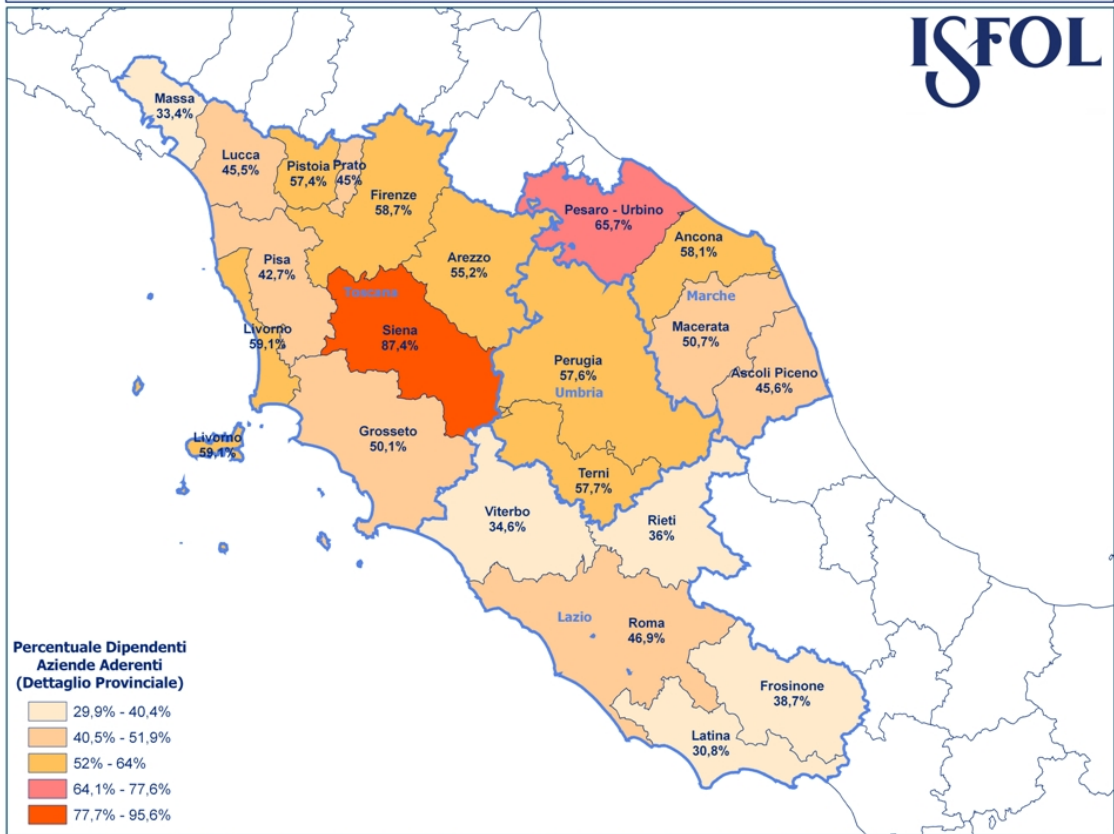 ISFOL
Massa
33,4%
Lucca
45,5%
Pistoia
57,4%
Prato
45%
Firenze
58,7%
Pesaro - Urbino
65,7%
Ancona
58,1%
Arezzo
55,2%
Pisa
42,7%
Toscana
Marche
Siena
87,4%
Livorno
59,1%
Macerata
50,7%
Perugia
57,6%
Umbria
Ascoli Piceno
45,6%
Grosseto
50,1%
Livorno
59,1%
Terni
57,7%
Viterbo
34,6%
Rieti
36%
Lazio
Roma
46,9%
Frosinone
38,7%
Latina
30,8%
Percentuale Dipendenti
Aziende Aderenti
(Dettaglio Provinciale)
29,9% - 40,4%
40,5% - 51,9%
52% - 64%
64,1% - 77,6%
77,7% - 95,6%